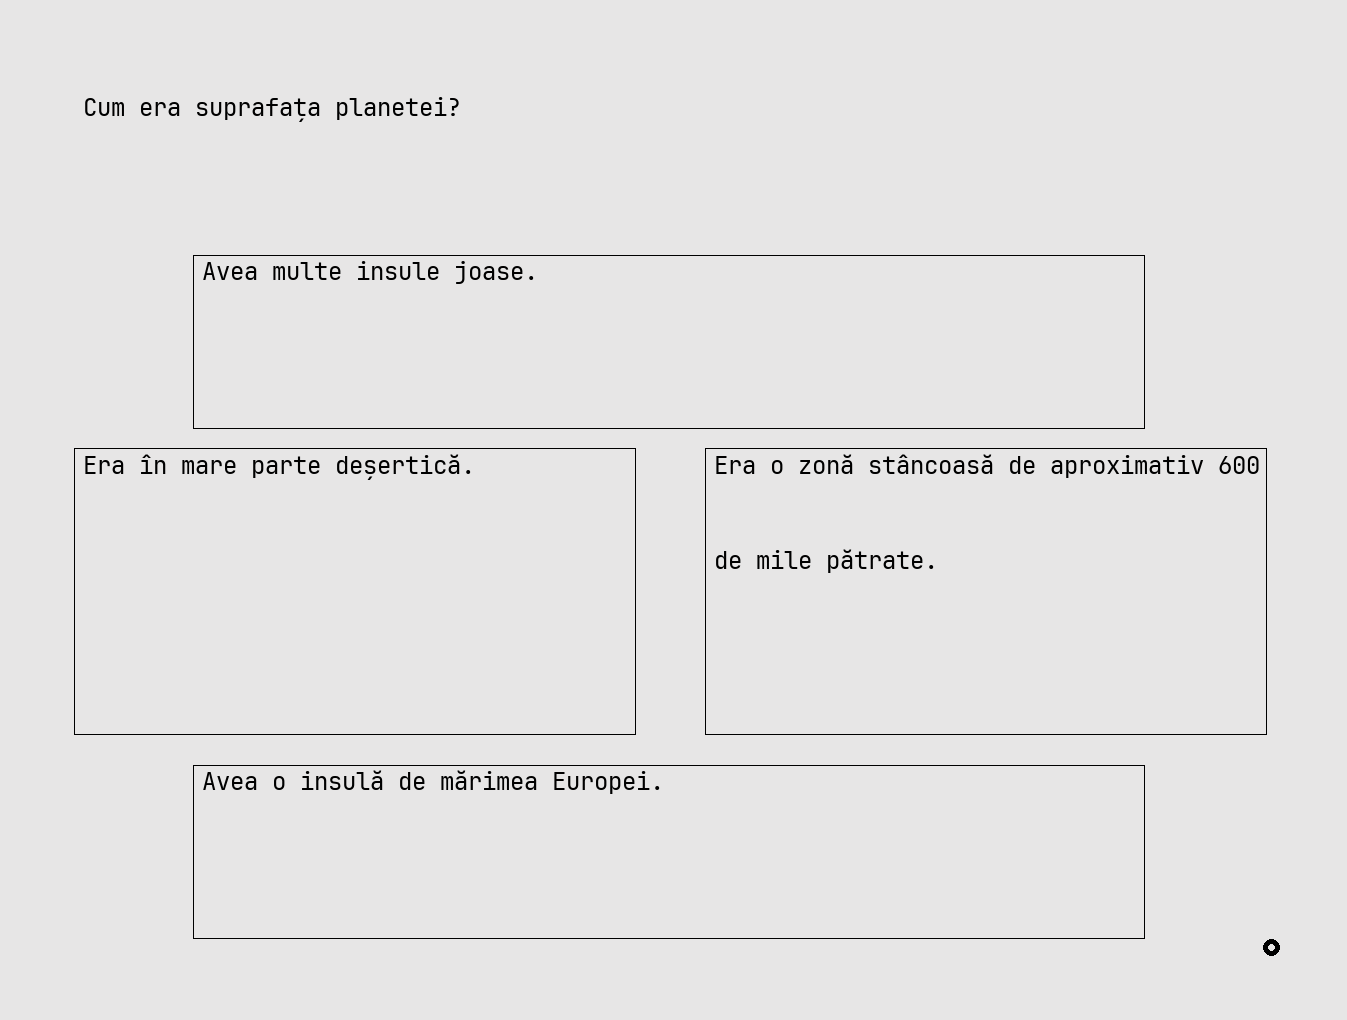 Cum era suprafața planetei?
Avea multe insule joase.
Era în mare parte deșertică.
Era o zonă stâncoasă de aproximativ 600
de mile pătrate.
Avea o insulă de mărimea Europei.